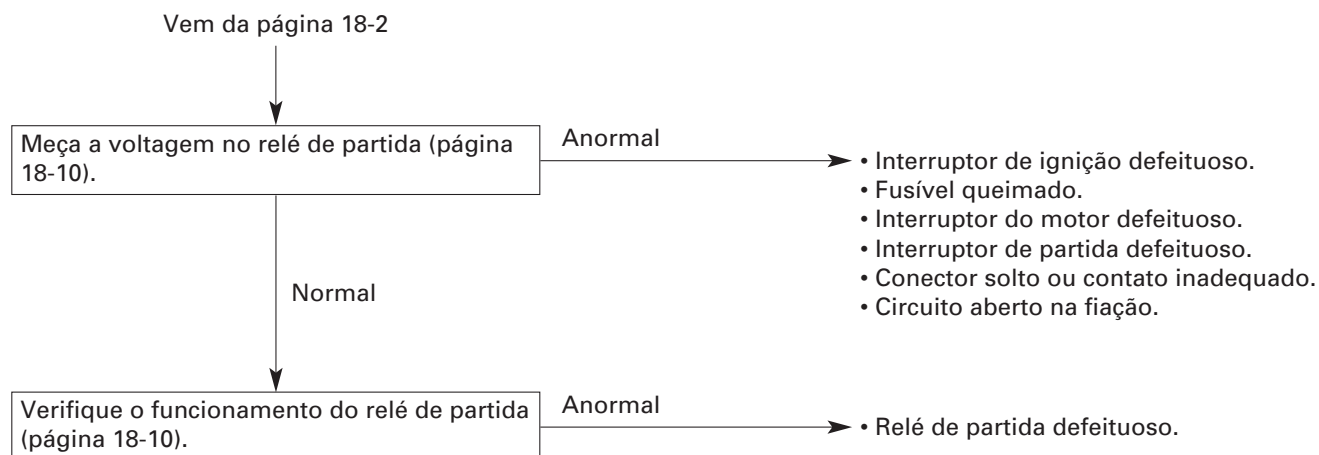 Vem da página 18-2
Meça a voltagem no relé de partida (página
18-10).
Anormal
• Interruptor de ignição defeituoso.
• Fusível queimado.
• Interruptor do motor defeituoso.
• Interruptor de partida defeituoso.
• Conector solto ou contato inadequado.
• Circuito aberto na fiação.
Normal
Verifique o funcionamento do relé de partida
(página 18-10).
Anormal
• Relé de partida defeituoso.